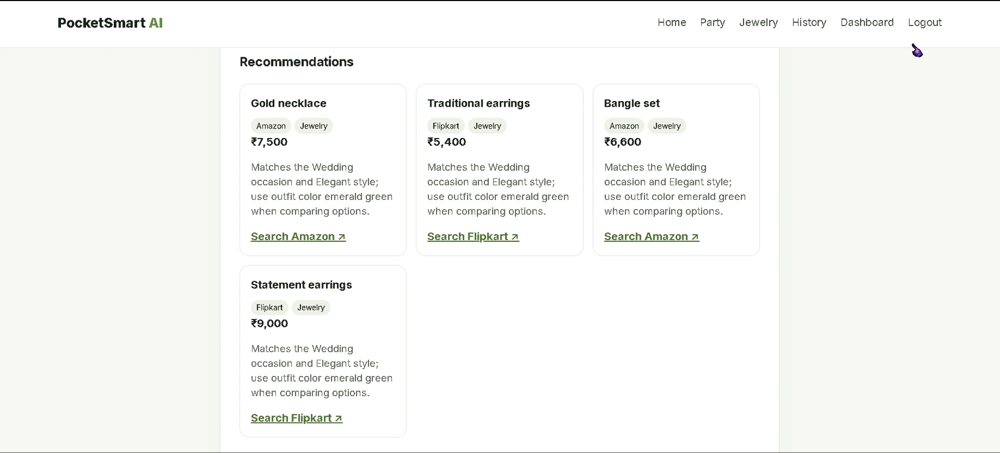 PocketSmart AI
Home Party Jewelry History Dashboard Logout
Recommendations
Gold necklace
Amazon Jewelry
₹7,500
Matches the Wedding
occasion and Elegant style;
use outfit color emerald green
when comparing options.
Search Amazon ↗
Traditional earrings
Flipkart Jewelry
₹5,400
Matches the Wedding
occasion and Elegant style;
use outfit color emerald green
when comparing options.
Search Flipkart ↗
Bangle set
Amazon Jewelry
₹6,600
Matches the Wedding
occasion and Elegant style;
use outfit color emerald green
when comparing options.
Search Amazon ↗
Statement earrings
Flipkart Jewelry
₹9,000
Matches the Wedding
occasion and Elegant style;
use outfit color emerald green
when comparing options.
Search Flipkart ↗